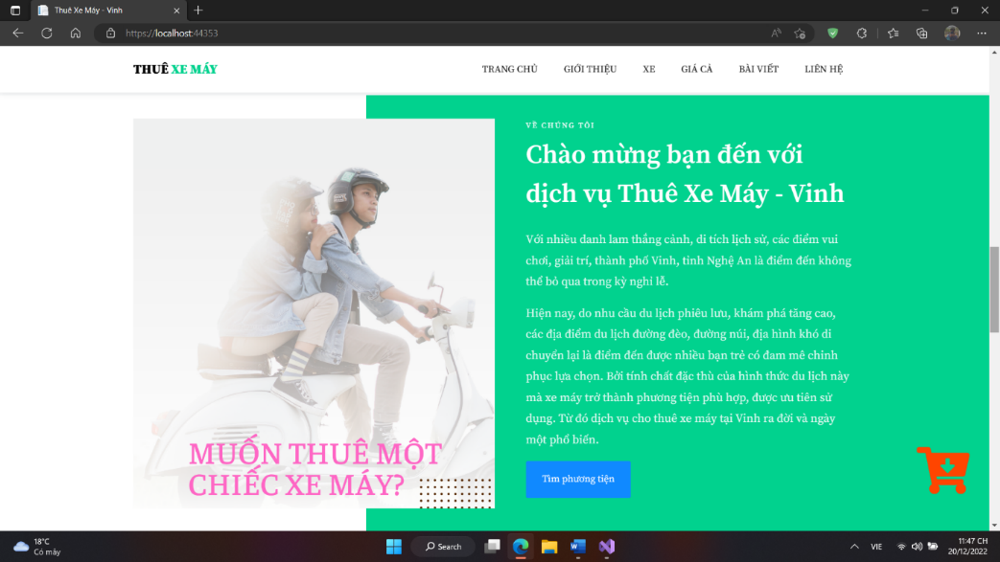 Thuê Xe Máy - Vinh
https://localhost:44353
THUÊ XE MÁY
TRANG CHỦ
GIỚI THIỆU
XE
GIÁ CẢ
BÀI VIẾT
LIÊN HỆ
VỀ CHÚNG TÔI
Chào mừng bạn đến với
dịch vụ Thuê Xe Máy - Vinh
Với nhiều danh lam thắng cảnh, di tích lịch sử, các điểm vui
chơi, giải trí, thành phố Vinh, tỉnh Nghệ An là điểm đến không
thể bỏ qua trong kỳ nghỉ lễ.
Hiện nay, do nhu cầu du lịch phiêu lưu, khám phá tăng cao,
các địa điểm du lịch đường đèo, đường núi, địa hình khó di
chuyển lại là điểm đến được nhiều bạn trẻ có đam mê chinh
phục lựa chọn. Bởi tính chất đặc thù của hình thức du lịch này
mà xe máy trở thành phương tiện phù hợp, được ưu tiên sử
dụng. Từ đó dịch vụ cho thuê xe máy tại Vinh ra đời và ngày
một phổ biến.
Tìm phương tiện
MUỐN THUÊ MỘT
CHIẾC XE MÁY?
18°C
Có mây
Search
VIE
11:47 CH
20/12/2022